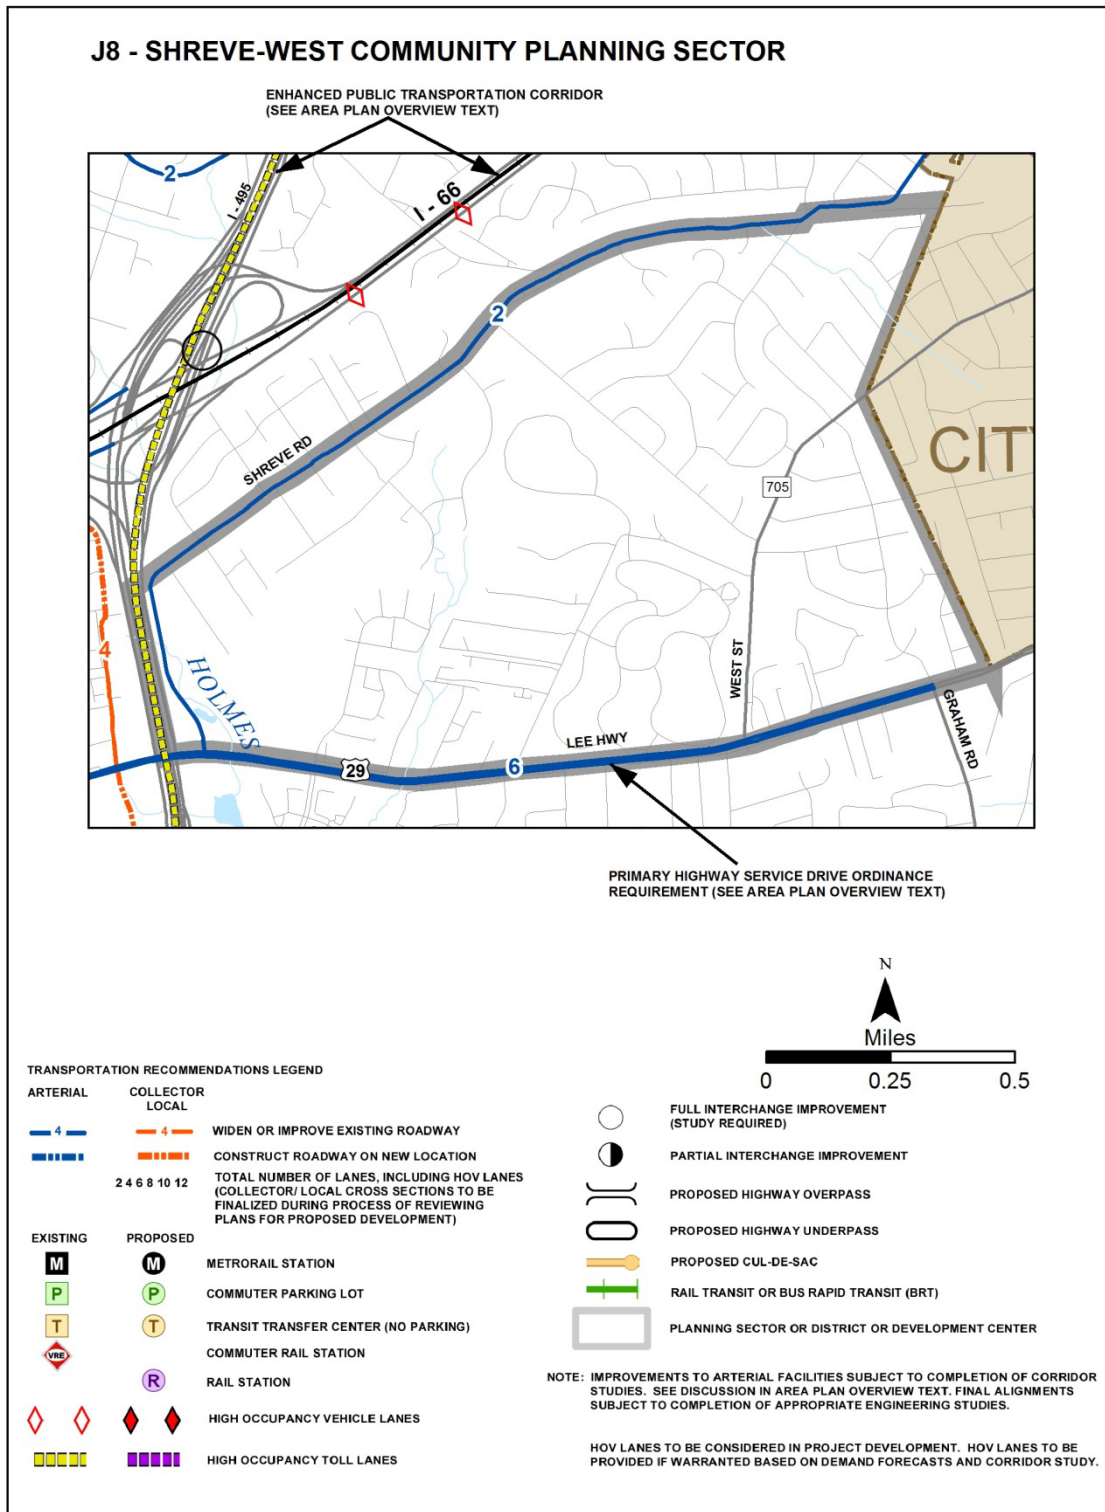 J8 - SHREVE-WEST COMMUNITY PLANNING SECTOR
ENHANCED PUBLIC TRANSPORTATION CORRIDOR
(SEE AREA PLAN OVERVIEW TEXT)
2
I - 495
I - 66
4
2
SHREVE RD
CIT
705
4
HOLMES
WEST ST
LEE HWY
29
6
GRAHAM RD
PRIMARY HIGHWAY SERVICE DRIVE ORDINANCE
REQUIREMENT (SEE AREA PLAN OVERVIEW TEXT)
N
Miles
0 0.25 0.5
TRANSPORTATION RECOMMENDATIONS LEGEND
ARTERIAL COLLECTOR
LOCAL
4 4 WIDEN OR IMPROVE EXISTING ROADWAY
CONSTRUCT ROADWAY ON NEW LOCATION
2 4 6 8 10 12 TOTAL NUMBER OF LANES, INCLUDING HOV LANES
(COLLECTOR/ LOCAL CROSS SECTIONS TO BE
FINALIZED DURING PROCESS OF REVIEWING
PLANS FOR PROPOSED DEVELOPMENT)
EXISTING PROPOSED
M M METRORAIL STATION
P P COMMUTER PARKING LOT
T T TRANSIT TRANSFER CENTER (NO PARKING)
VRE COMMUTER RAIL STATION
R RAIL STATION
HIGH OCCUPANCY VEHICLE LANES
HIGH OCCUPANCY TOLL LANES
FULL INTERCHANGE IMPROVEMENT
(STUDY REQUIRED)
PARTIAL INTERCHANGE IMPROVEMENT
PROPOSED HIGHWAY OVERPASS
PROPOSED HIGHWAY UNDERPASS
PROPOSED CUL-DE-SAC
RAIL TRANSIT OR BUS RAPID TRANSIT (BRT)
PLANNING SECTOR OR DISTRICT OR DEVELOPMENT CENTER
NOTE: IMPROVEMENTS TO ARTERIAL FACILITIES SUBJECT TO COMPLETION OF CORRIDOR
STUDIES. SEE DISCUSSION IN AREA PLAN OVERVIEW TEXT. FINAL ALIGNMENTS
SUBJECT TO COMPLETION OF APPROPRIATE ENGINEERING STUDIES.
HOV LANES TO BE CONSIDERED IN PROJECT DEVELOPMENT. HOV LANES TO BE
PROVIDED IF WARRANTED BASED ON DEMAND FORECASTS AND CORRIDOR STUDY.